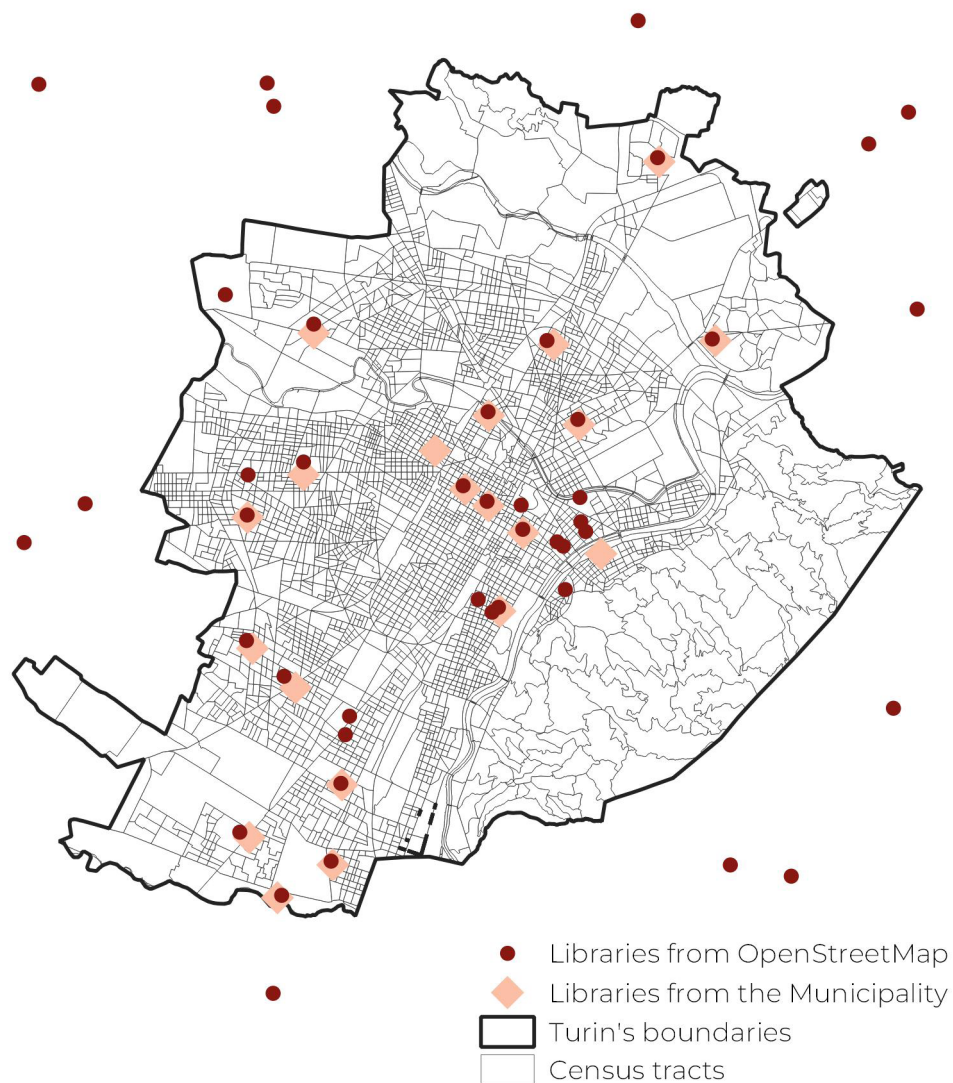 Libraries from OpenStreetMap
Libraries from the Municipality
Turin's boundaries
Census tracts